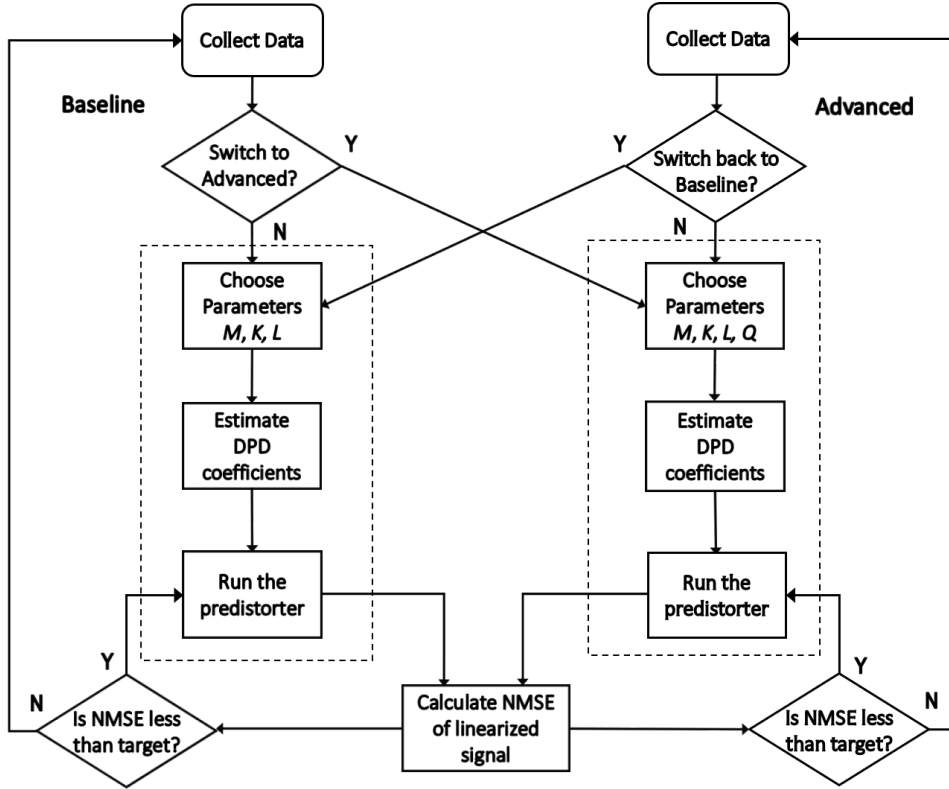 Collect Data
Collect Data
Baseline
Advanced
Y
Y
Switch to
Advanced?
Switch back to
Baseline?
N
N
Choose
Parameters
M, K, L
Choose
Parameters
M, K, L, Q
Estimate
DPD
coefficients
Estimate
DPD
coefficients
Run the
predistorter
Run the
predistorter
Y
Y
N
N
Is NMSE less
than target?
Calculate NMSE
of linearized
signal
Is NMSE less
than target?